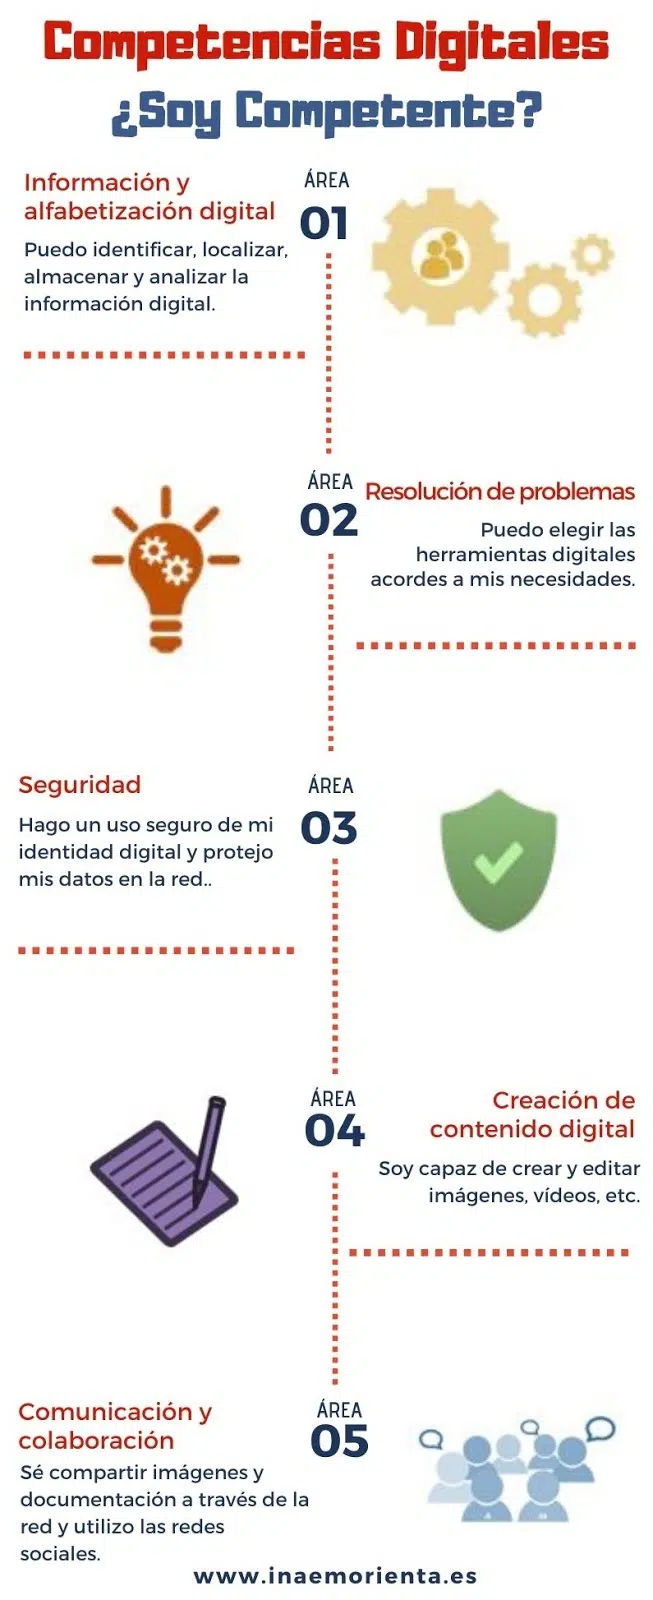 Competencias Digitales
¿Soy Competente?
Información y
alfabetización digital
Puedo identificar, localizar,
almacenar y analizar la
información digital.
ÁREA
01
ÁREA
02
Resolución de problemas
Puedo elegir las
herramientas digitales
acordes a mis necesidades.
Seguridad
Hago un uso seguro de mi
identidad digital y protejo
mis datos en la red..
ÁREA
03
ÁREA
04
Creación de
contenido digital
Soy capaz de crear y editar
imágenes, vídeos, etc.
Comunicación y
colaboración
Sé compartir imágenes y
documentación a través de la
red y utilizo las redes
sociales.
ÁREA
05
www.inaemorienta.es